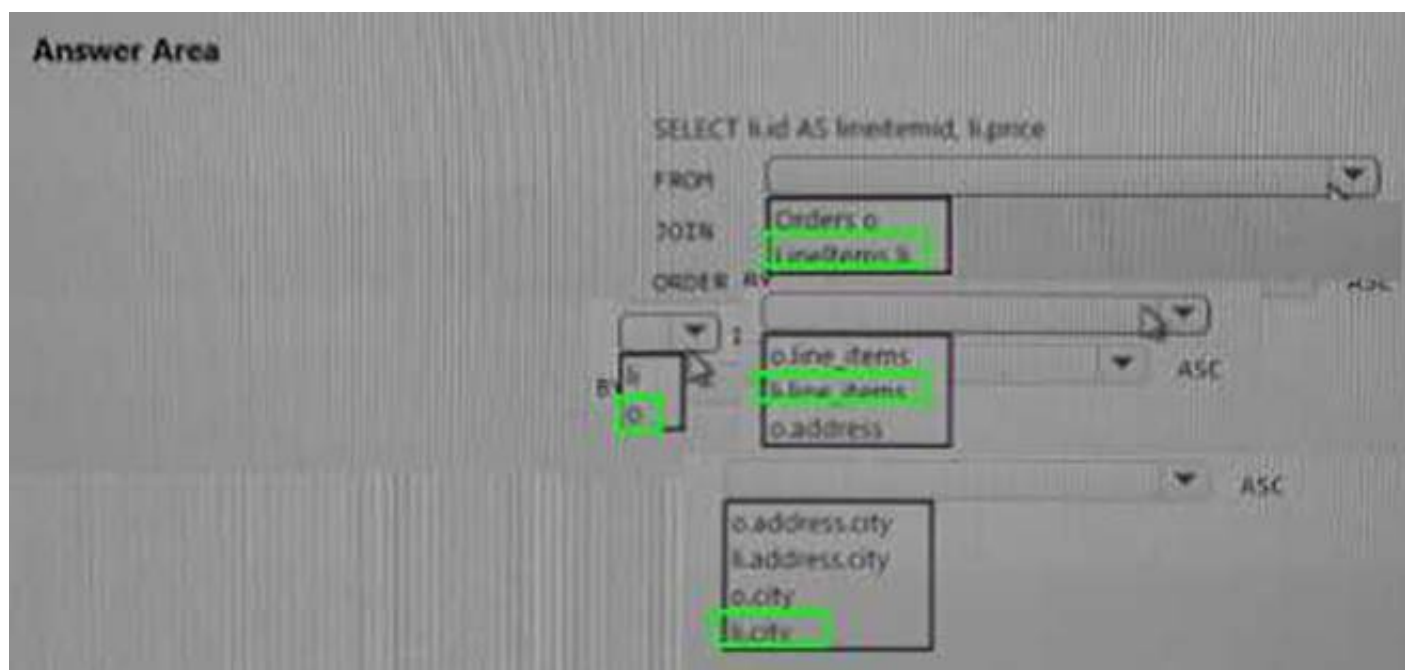 Answer Area
SELECT li.id AS lineitemid, li.price
FROM
JOIN
Orders o
LineItems li
ORDER BY
ASC
:
o.line_items
li.line_items
o.address
ASC
li
o
o.address.city
li.address.city
o.city
li.city
ASC